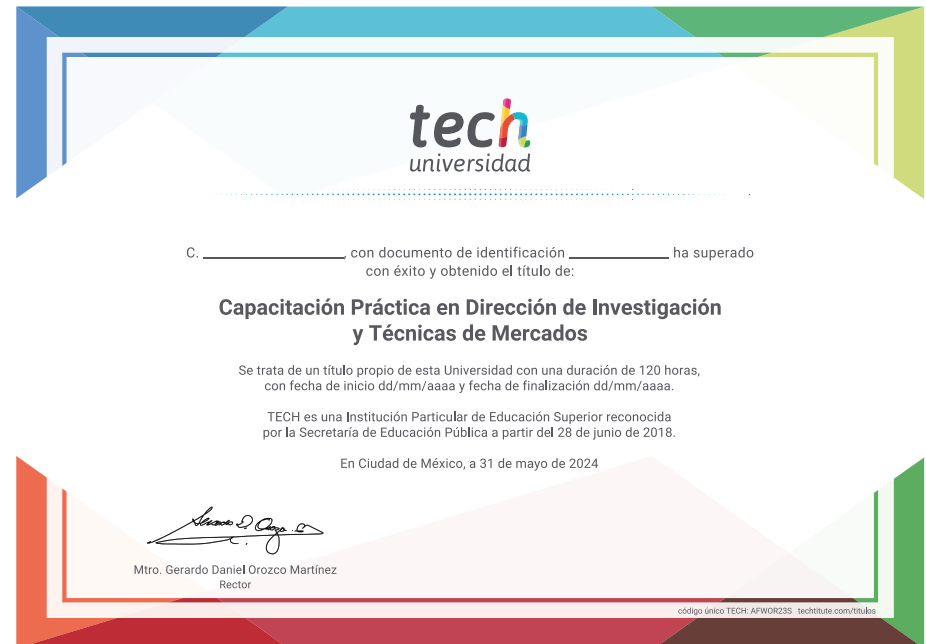 tech
universidad
C. , con documento de identificación ha superado
con éxito y obtenido el título de:
Capacitación Práctica en Dirección de Investigación
y Técnicas de Mercados
Se trata de un título propio de esta Universidad con una duración de 120 horas,
con fecha de inicio dd/mm/aaaa y fecha de finalización dd/mm/aaaa.
TECH es una Institución Particular de Educación Superior reconocida
por la Secretaría de Educación Pública a partir del 28 de junio de 2018.
En Ciudad de México, a 31 de mayo de 2024
Mtro. Gerardo Daniel Orozco Martínez
Rector
código único TECH: AFWOR23S techtitute.com/titulos